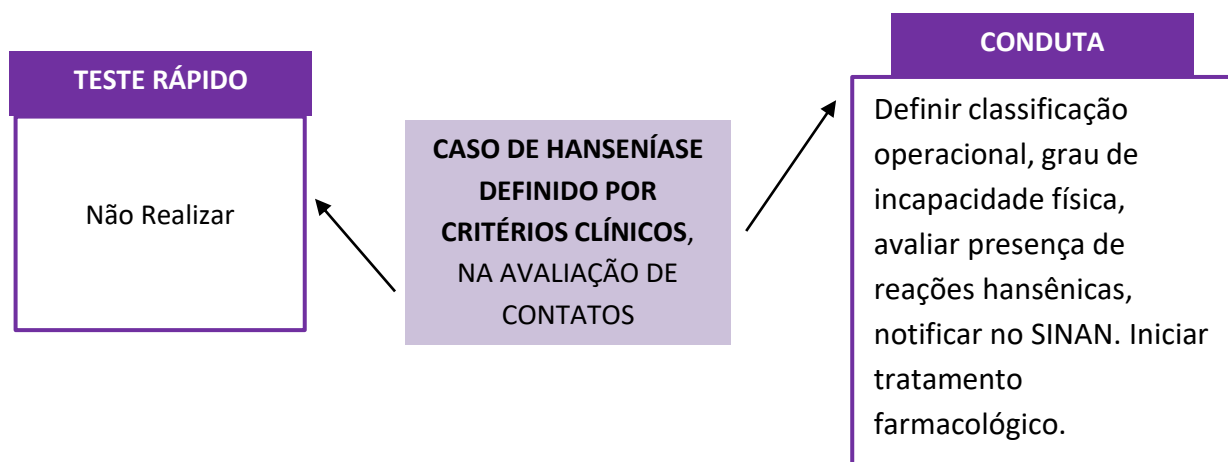 TESTE RÁPIDO
Não Realizar
CASO DE HANSENÍASE
DEFINIDO POR
CRITÉRIOS CLÍNICOS,
NA AVALIAÇÃO DE
CONTATOS
CONDUTA
Definir classificação
operacional, grau de
incapacidade física,
avaliar presença de
reações hansênicas,
notificar no SINAN. Iniciar
tratamento
farmacológico.